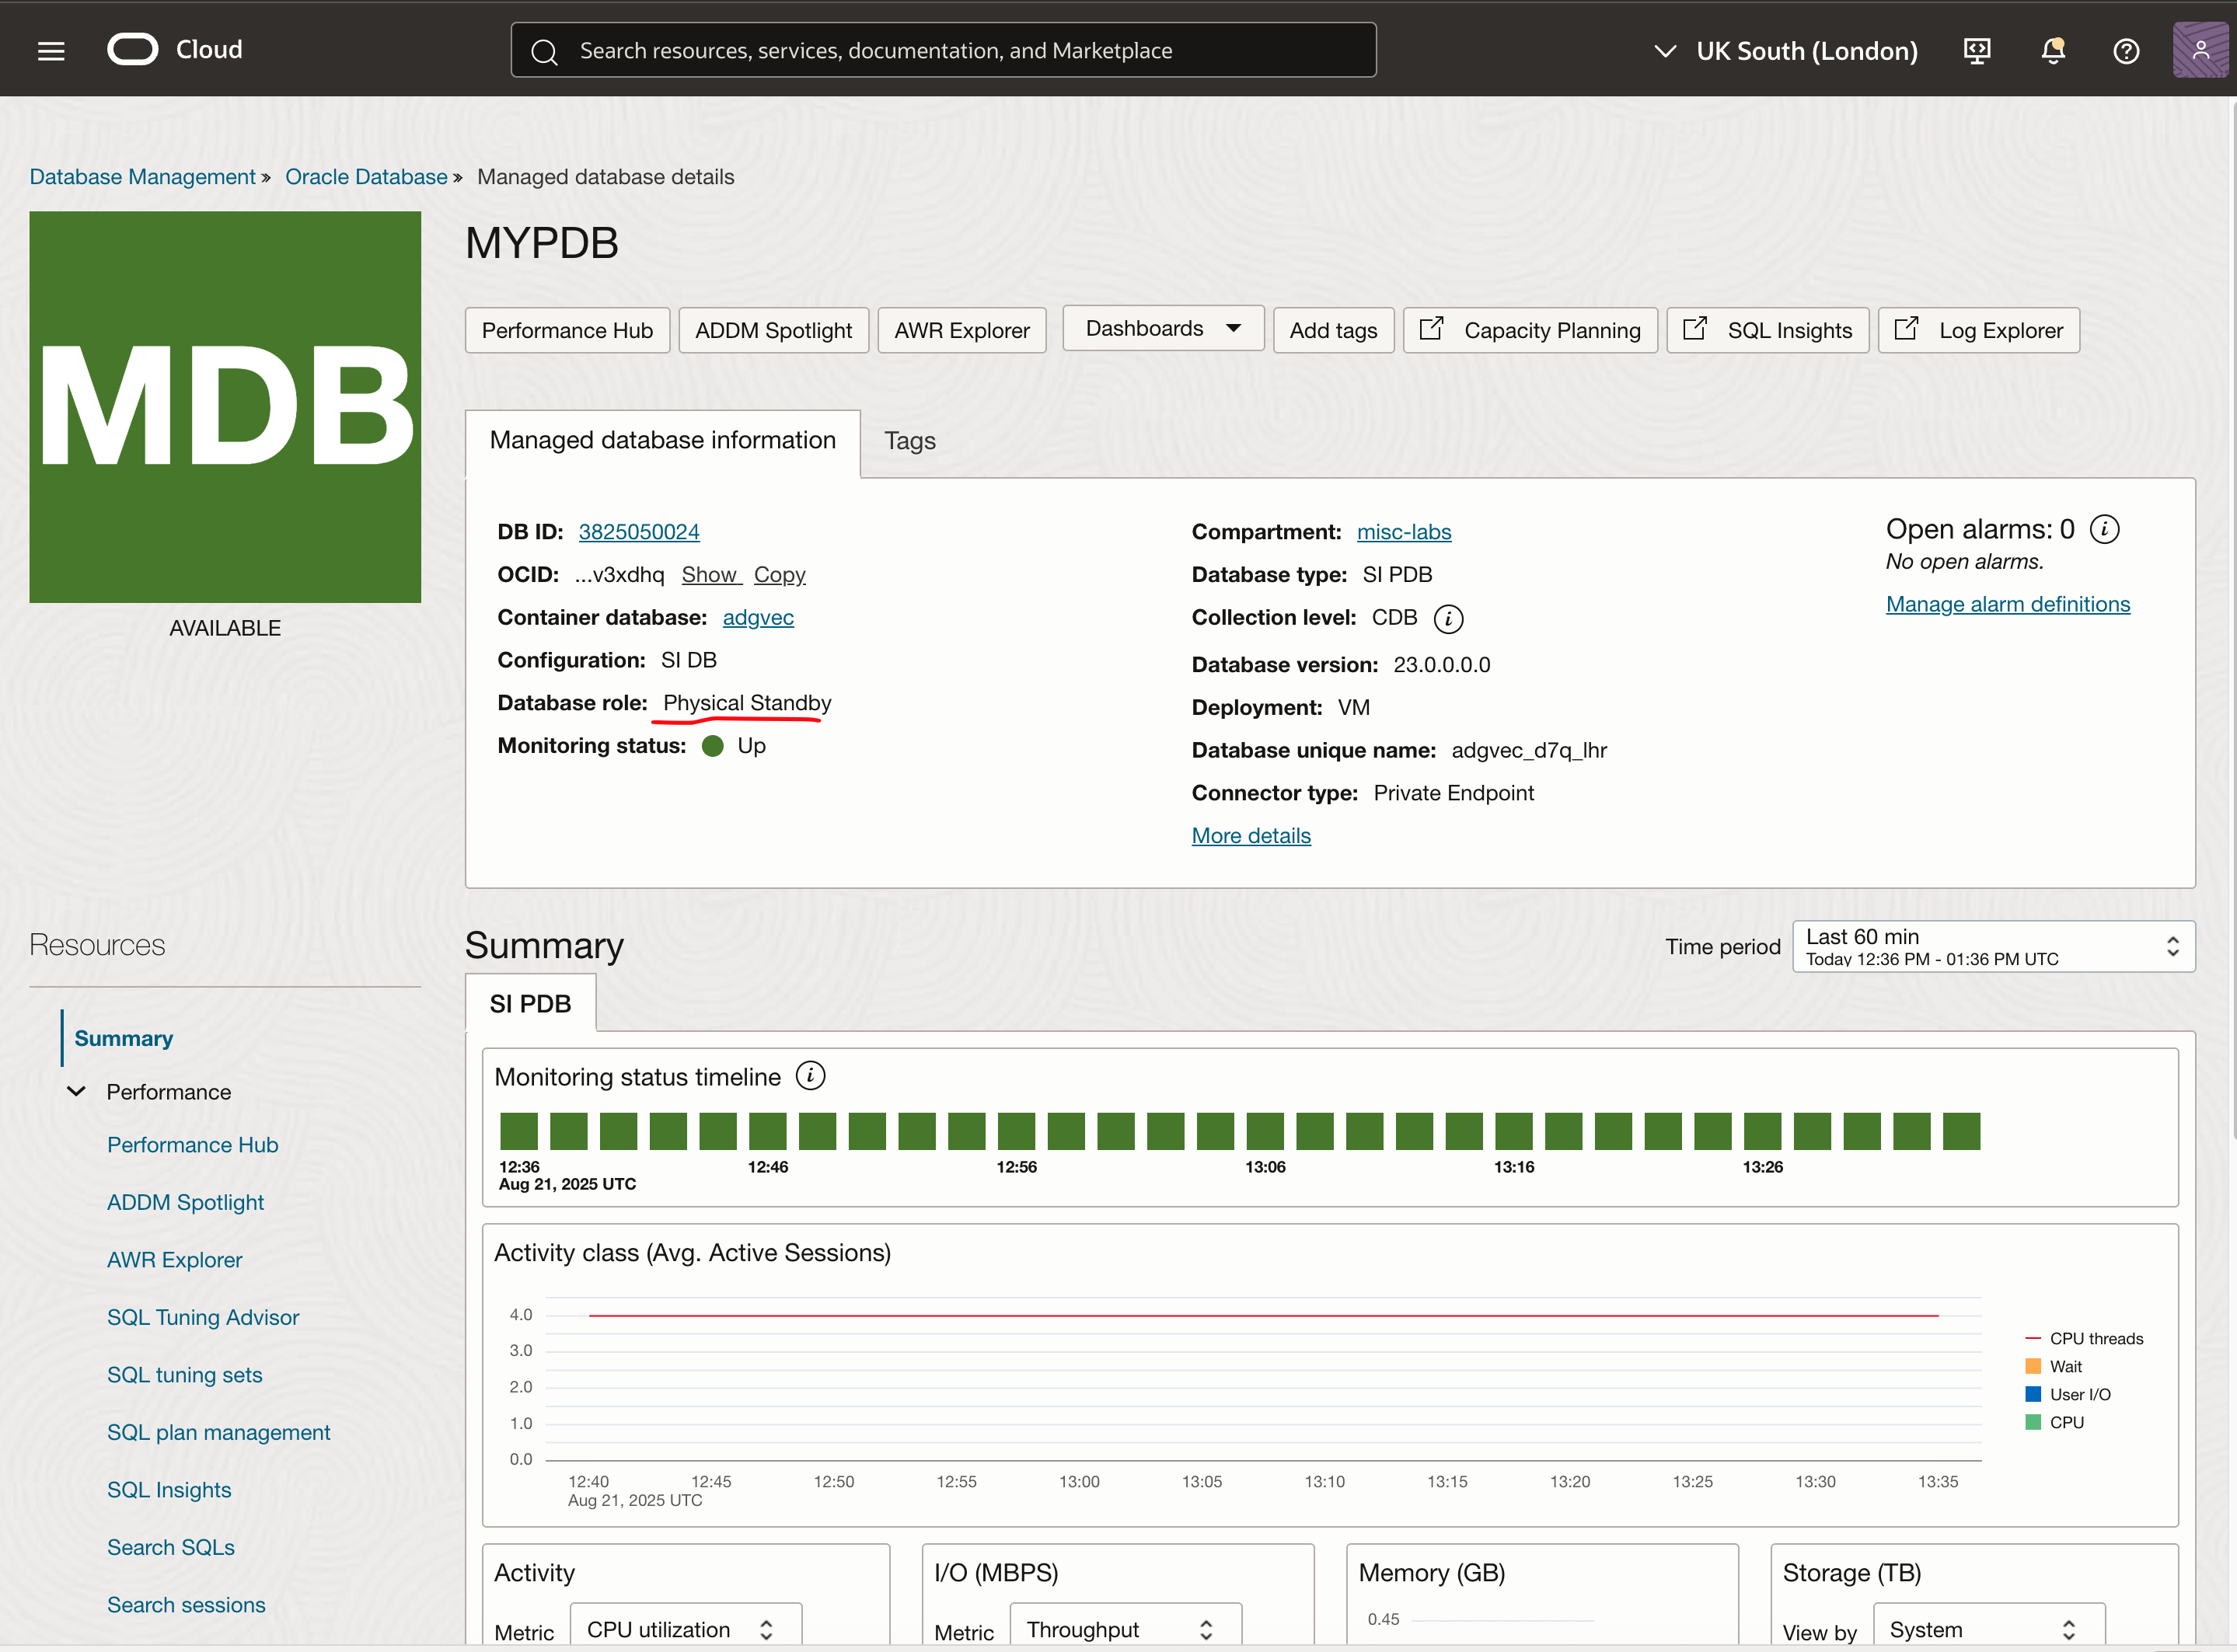 Cloud
Search resources, services, documentation, and Marketplace
UK South (London)
Database Management » Oracle Database » Managed database details
MDB
AVAILABLE
MYPDB
Performance Hub ADDM Spotlight AWR Explorer Dashboards Add tags Capacity Planning SQL Insights Log Explorer
Managed database information Tags
DB ID: 3825050024
OCID: ...v3xdhq Show Copy
Container database: adgvec
Configuration: SI DB
Database role: Physical Standby
Monitoring status: Up
Compartment: misc-labs
Database type: SI PDB
Collection level: CDB
Database version: 23.0.0.0.0
Deployment: VM
Database unique name: adgvec_d7q_lhr
Connector type: Private Endpoint
More details
Open alarms: 0
No open alarms.
Manage alarm definitions
Resources
Summary
Performance
Performance Hub
ADDM Spotlight
AWR Explorer
SQL Tuning Advisor
SQL tuning sets
SQL plan management
SQL Insights
Search SQLs
Search sessions
Summary
Time period
Last 60 min
Today 12:36 PM - 01:36 PM UTC
SI PDB
Monitoring status timeline
12:36 12:46 12:56 13:06 13:16 13:26
Aug 21, 2025 UTC
Activity class (Avg. Active Sessions)
4.0
3.0
2.0
1.0
0.0
12:40 12:45 12:50 12:55 13:00 13:05 13:10 13:15 13:20 13:25 13:30 13:35
Aug 21, 2025 UTC
CPU threads
Wait
User I/O
CPU
Activity
Metric CPU utilization
I/O (MBPS)
Metric Throughput
Memory (GB)
0.45
Storage (TB)
View by System